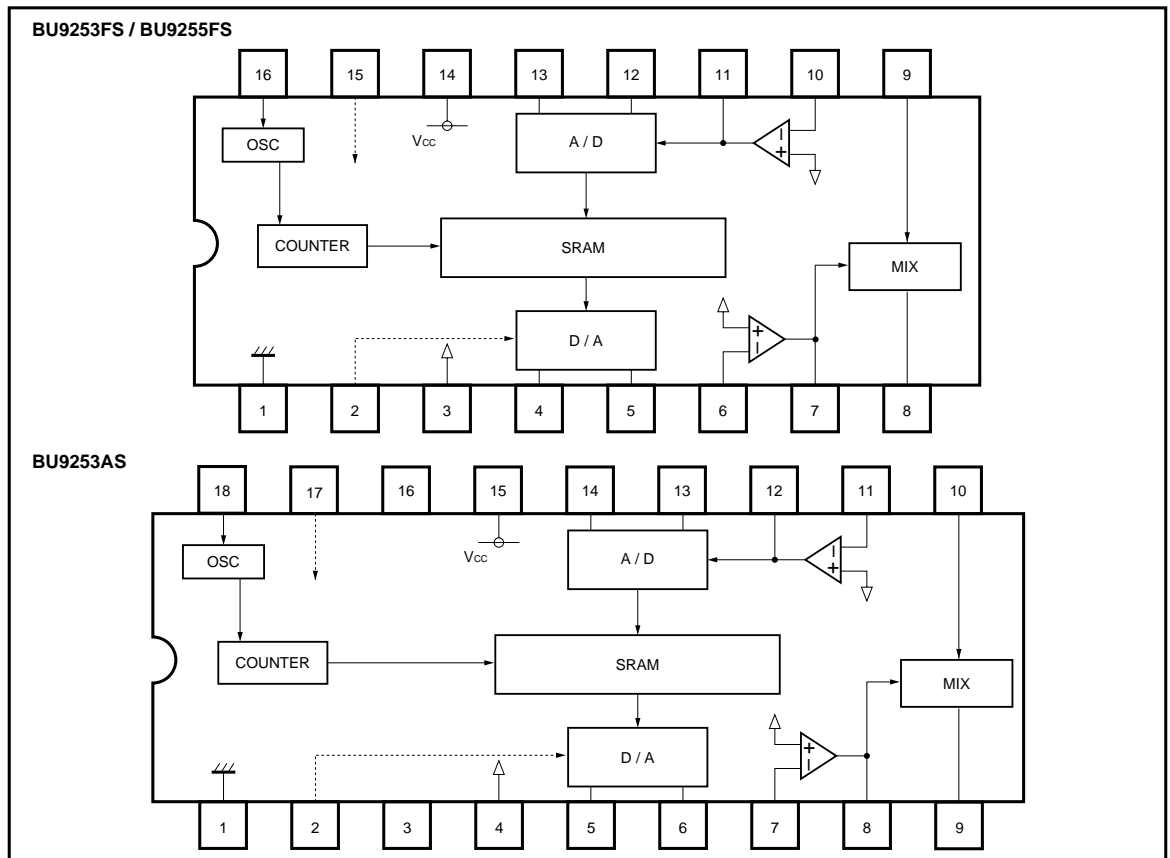 BU9253FS / BU9255FS
16 15 14 13 12 11 10 9
VCC
OSC
A / D
−
+
COUNTER
SRAM
MIX
+
−
D / A
1 2 3 4 5 6 7 8
BU9253AS
18 17 16 15 14 13 12 11 10
VCC
OSC
A / D
−
+
COUNTER
SRAM
MIX
+
−
D / A
1 2 3 4 5 6 7 8 9